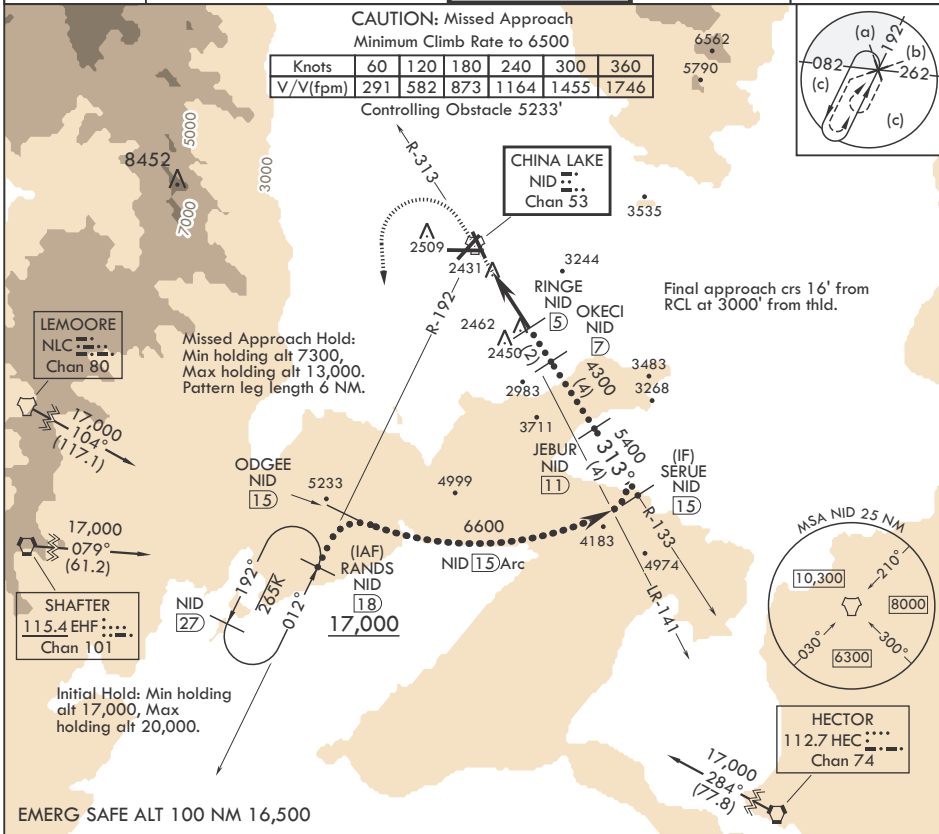 CAUTION: Missed Approach
Minimum Climb Rate to 6500
Knots 60 120 180 240 300 360
V/V(fpm) 291 582 873 1164 1455 1746
Controlling Obstacle 5233'
6562
5790
(a)
192
(b)
082
262
(c)
(c)
5000
3000
8452
7000
R-313
CHINA LAKE
NID
Chan 53
3535
2509
2431
3244
R-192
RINGE
NID
5
Final approach crs 16' from
RCL at 3000' from thld.
OKECI
NID
7
LEMOORE
NLC
Chan 80
Missed Approach Hold:
Min holding alt 7300,
Max holding alt 13,000.
Pattern leg length 6 NM.
2462
2450
(2)
4300
(4)
3483
3268
2983
3711
17,000
104°
(117.1)
JEBUR
NID
11
5400
313°
(4)
(IF)
SERUE
NID
15
ODGEE
NID
15
5233
4999
6600
NID 15 Arc
4183
4974
R-133
LR-141
MSA NID 25 NM
210°
10,300
8000
030°
300°
6300
17,000
079°
(61.2)
(IAF)
RANDS
NID
18
17,000
192°
265K
012°
NID
27
SHAFTER
115.4 EHF
Chan 101
Initial Hold: Min holding
alt 17,000, Max
holding alt 20,000.
HECTOR
112.7 HEC
Chan 74
17,000
284°
(77.8)
EMERG SAFE ALT 100 NM 16,500